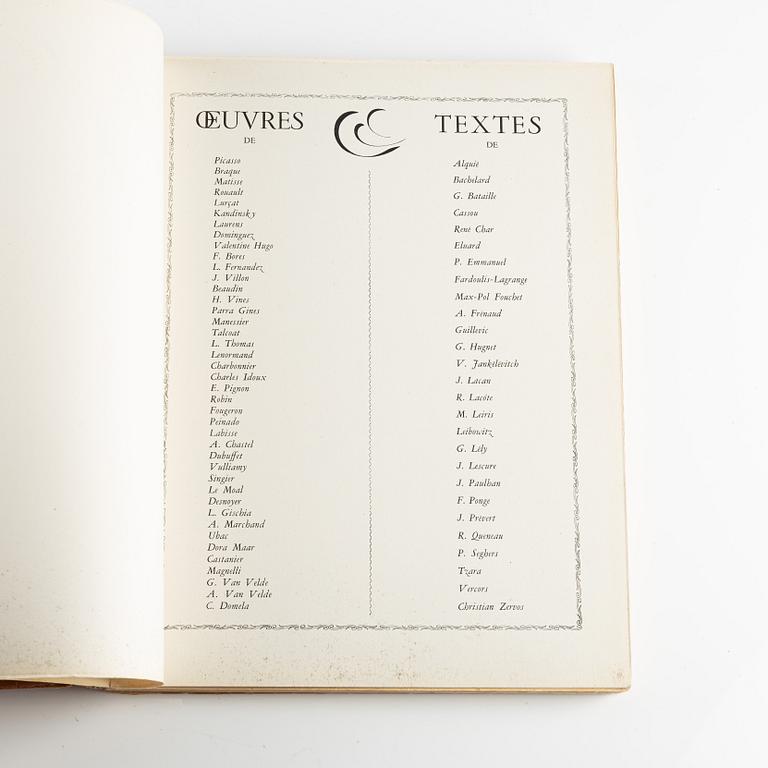 ŒUVRES
DE
Picasso
Braque
Matisse
Rouault
Lurçat
Kandinsky
Laurens
Dominguez
Valentine Hugo
F. Bores
L. Fernandez
J. Villon
Beaudin
H. Vines
Parra Gines
Manessier
Talcoat
L. Thomas
Lenormand
Charbonnier
Charles Idoux
E. Pignon
Robin
Fougeron
Peinado
Labisse
A. Chastel
Dubuffet
Vulliamy
Singier
Le Moal
Desnoyer
L. Gischia
A. Marchand
Ubac
Dora Maar
Castanier
Magnelli
G. Van Velde
A. Van Velde
C. Domela
TEXTES
DE
Alquié
Bachelard
G. Bataille
Cassou
René Char
Eluard
P. Emmanuel
Fardoulis-Lagrange
Max-Pol Fouchet
A. Frénaud
Guillevic
G. Hugnet
V. Jankélévitch
J. Lacan
R. Lacôte
M. Leiris
Leibowitz
G. Lély
J. Lescure
J. Paulhan
F. Ponge
J. Prévert
R. Queneau
P. Seghers
Tzara
Vercors
Christian Zervos